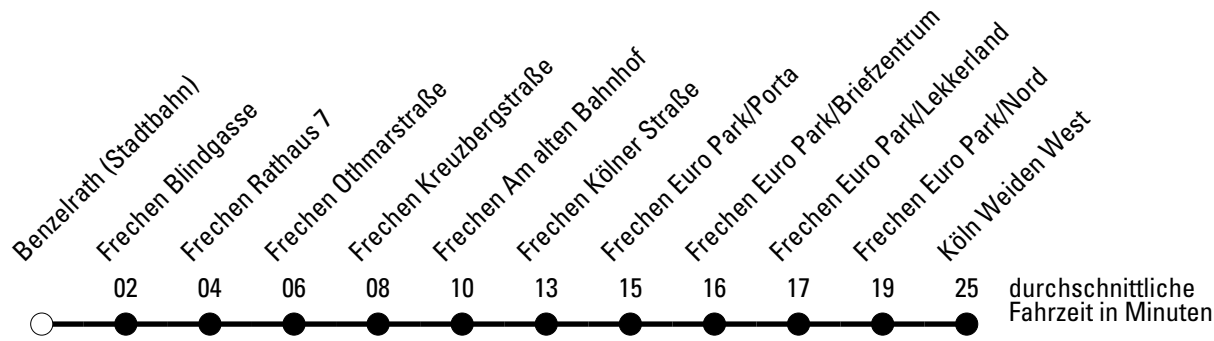 Benzelrath (Stadtbahn)
Frechen Blindgasse
Frechen Rathaus 7
Frechen Othmarstraße
Frechen Kreuzbergstraße
Frechen Am alten Bahnhof
Frechen Kölner Straße
Frechen Euro Park/Porta
Frechen Euro Park/Briefzentrum
Frechen Euro Park/Lekkerland
Frechen Euro Park/Nord
Köln Weiden West
02 04 06 08 10 13 15 16 17 19 25
durchschnittliche
Fahrzeit in Minuten